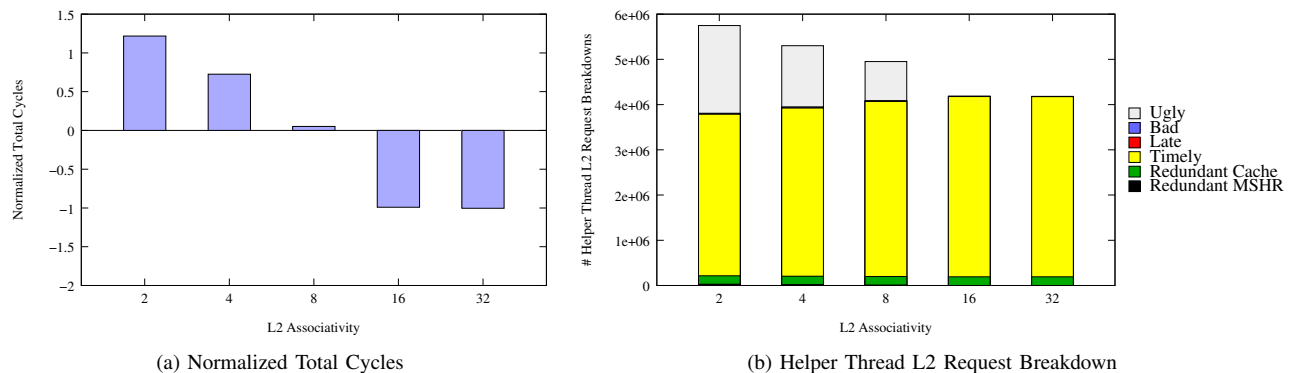 1.5
1
0.5
0
−0.5
−1
−1.5
−2
Normalized Total Cycles
2 4 8 16 32
L2 Associativity
(a) Normalized Total Cycles
6e+06
5e+06
4e+06
3e+06
2e+06
1e+06
0
# Helper Thread L2 Request Breakdowns
2 4 8 16 32
L2 Associativity
Ugly
Bad
Late
Timely
Redundant Cache
Redundant MSHR
(b) Helper Thread L2 Request Breakdown